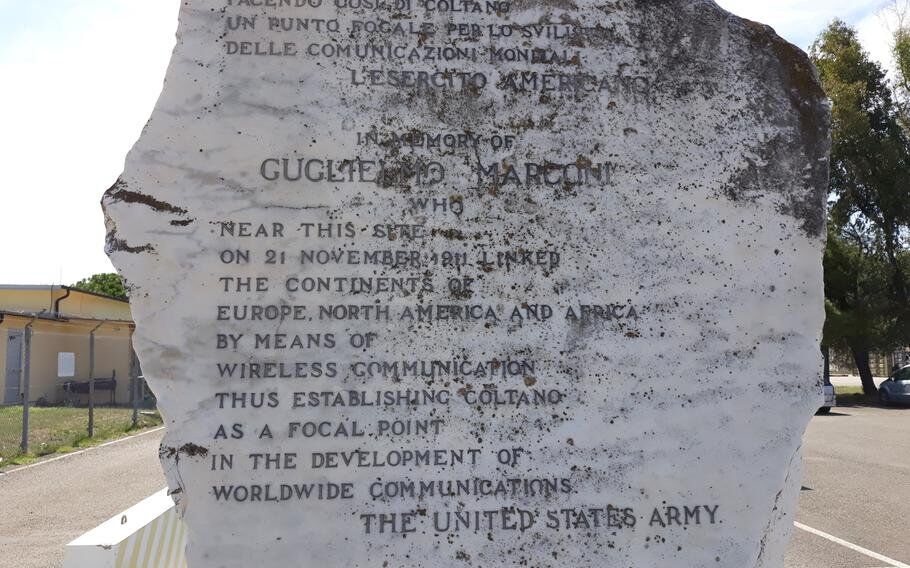 FACENDO COSI DI COLTANO
UN PUNTO FOCALE PER LO SVILUPPO
DELLE COMUNICAZIONI MONDIALI
L'ESERCITO AMERICANO
IN MEMORY OF
GUGLIELMO MARCONI
WHO
NEAR THIS SITE
ON 21 NOVEMBER 1911 LINKED
THE CONTINENTS OF
EUROPE, NORTH AMERICA AND AFRICA
BY MEANS OF
WIRELESS COMMUNICATION
THUS ESTABLISHING COLTANO
AS A FOCAL POINT
IN THE DEVELOPMENT OF
WORLDWIDE COMMUNICATIONS
THE UNITED STATES ARMY